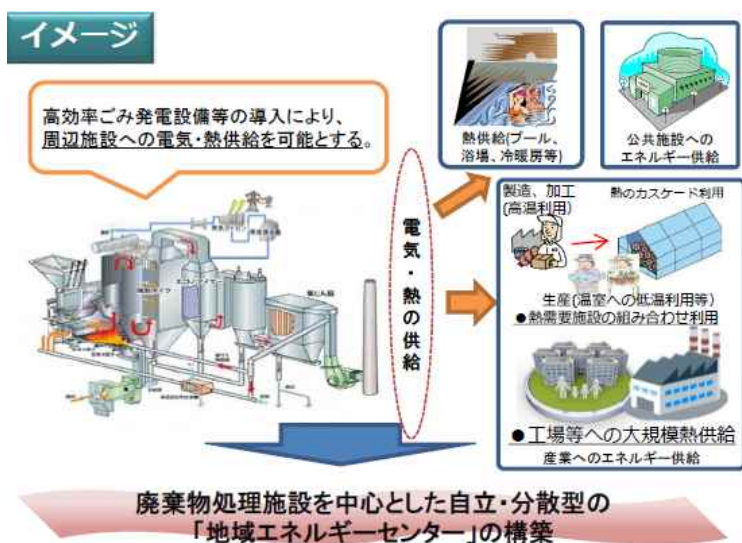 イメージ
高効率ごみ発電設備等の導入により、
周辺施設への電気・熱供給を可能とする。
電気・熱の供給
熱供給(プール、
浴場、冷暖房等)
公共施設への
エネルギー供給
製造、加工
(高温利用)
熱のカスケード利用
生産(温室への低温利用等)
●熱需要施設の組み合わせ利用
●工場等への大規模熱供給
産業へのエネルギー供給
廃棄物処理施設を中心とした自立・分散型の
「地域エネルギーセンター」の構築